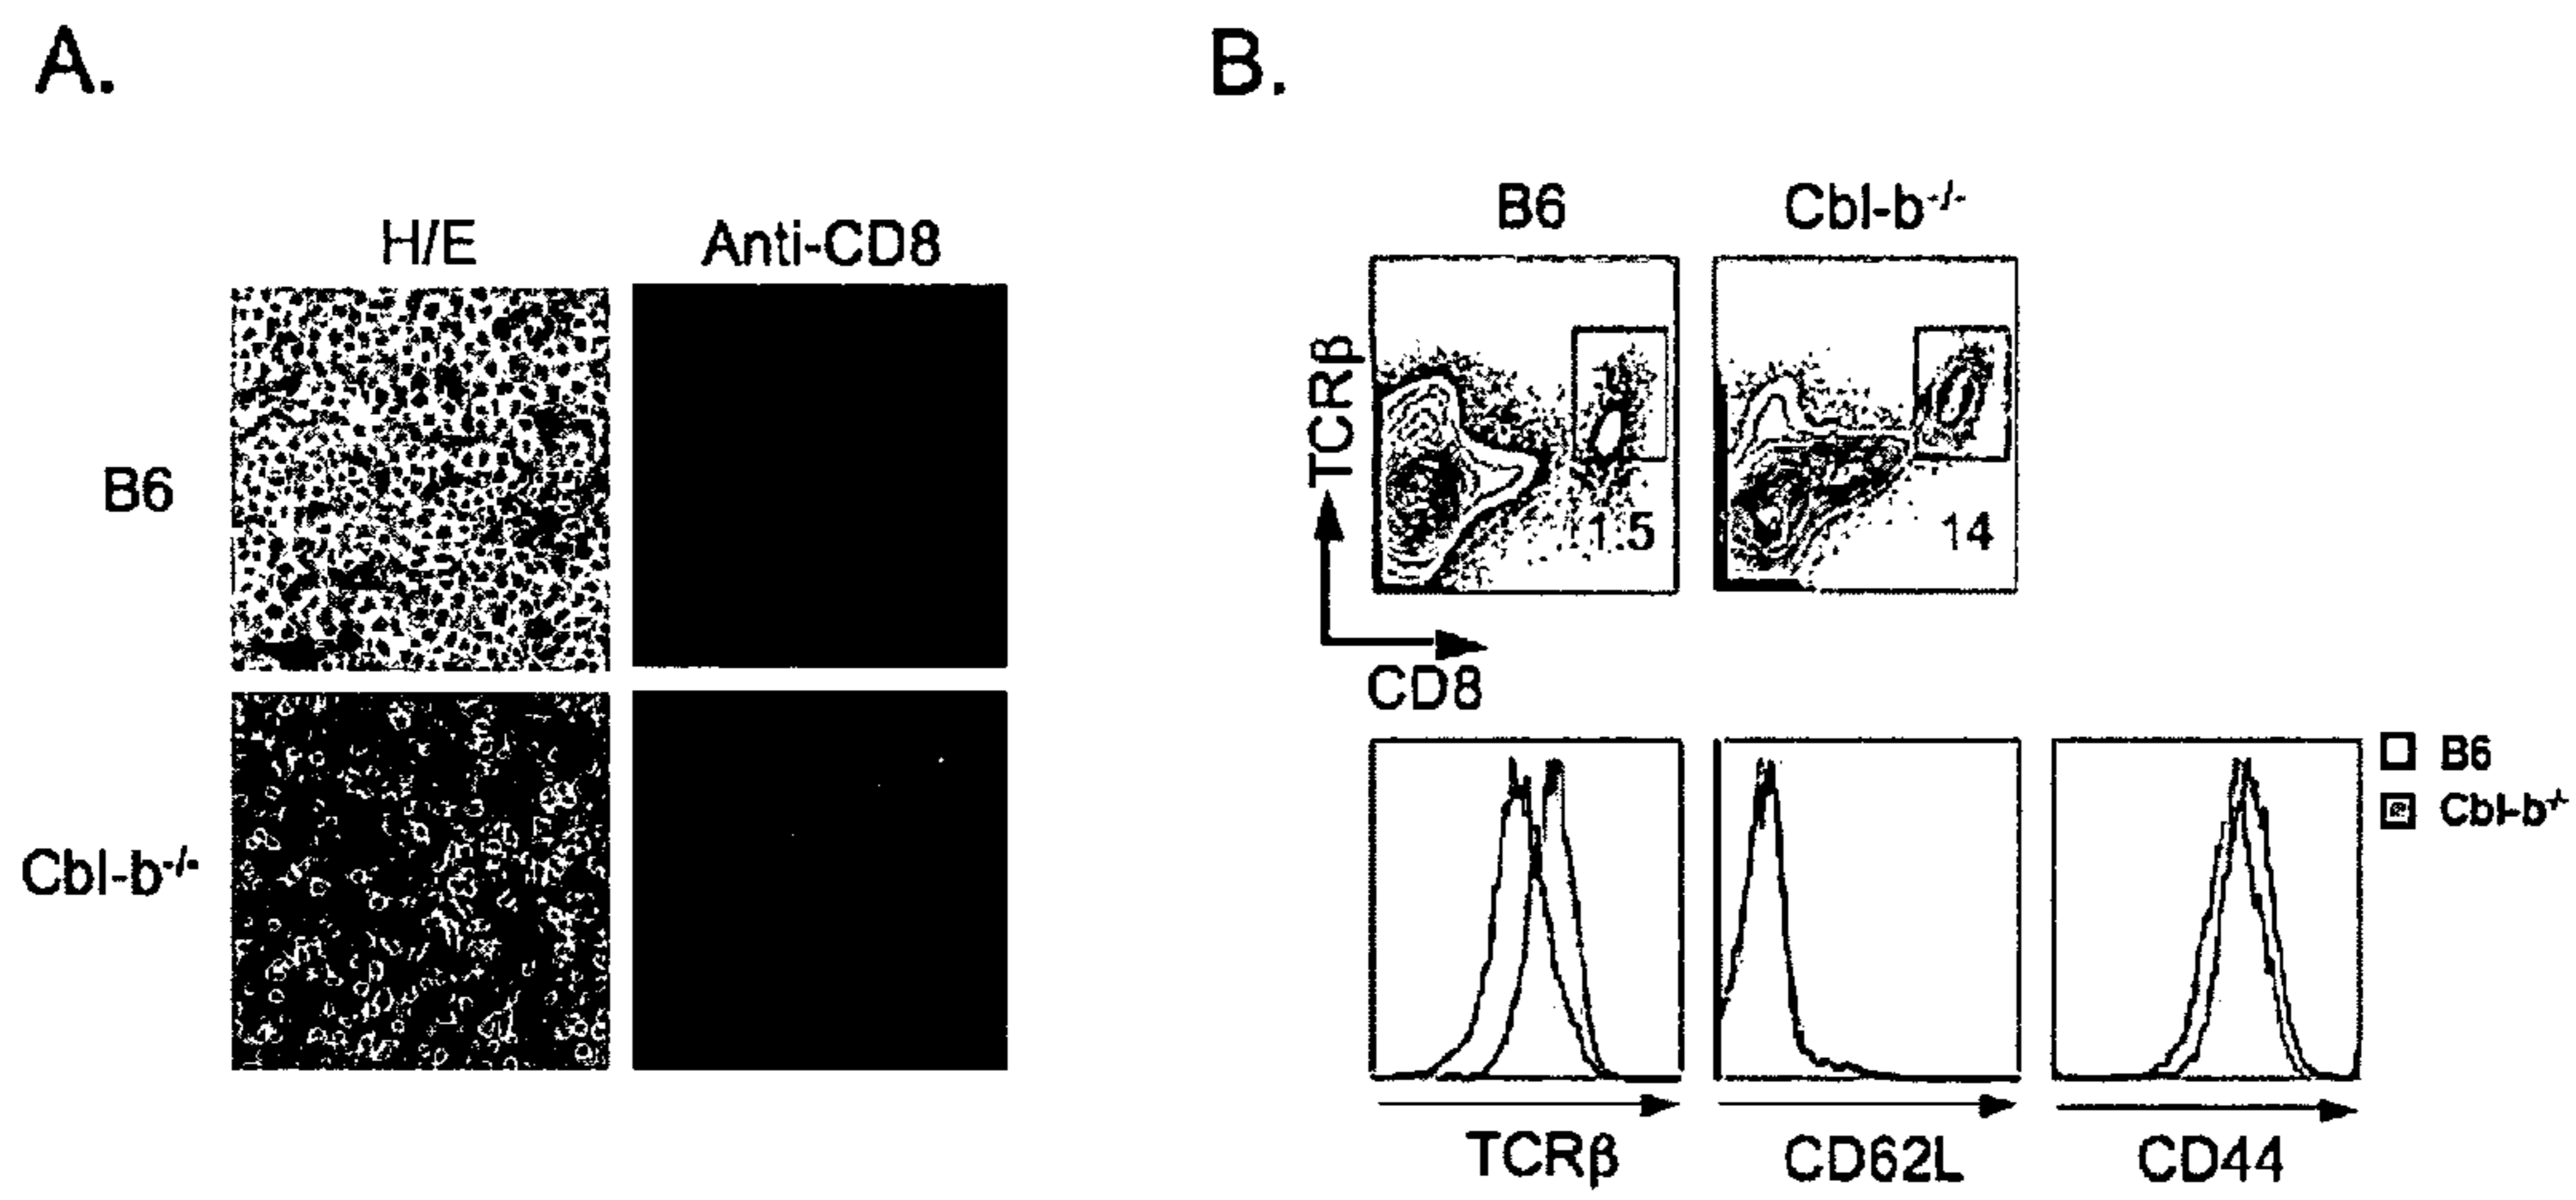 A.
B.
H/E
Anti-CD8
B6
Cbl-b-/-
B6
Cbl-b-/-
TCRβ
1.5
14
CD8
B6
Cbl-b-/-
TCRβ
CD62L
CD44